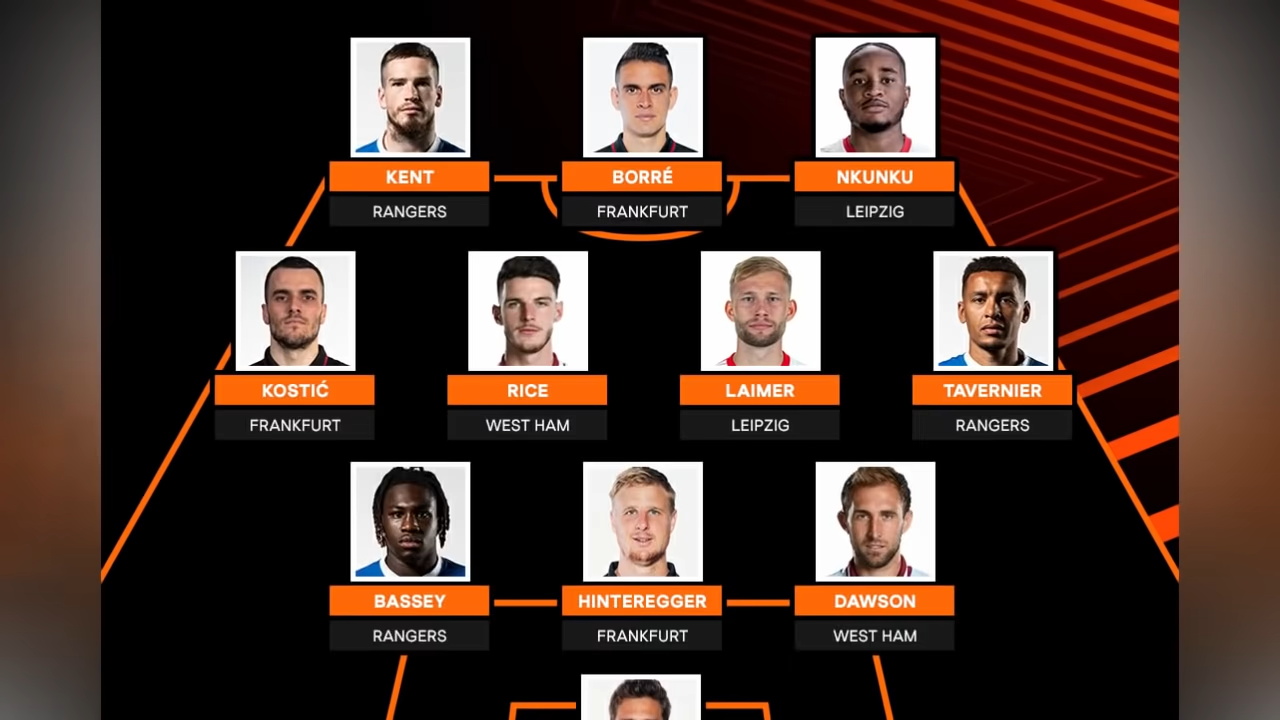 KENT
RANGERS
BORRÉ
FRANKFURT
NKUNKU
LEIPZIG
KOSTIĆ
FRANKFURT
RICE
WEST HAM
LAIMER
LEIPZIG
TAVERNIER
RANGERS
BASSEY
RANGERS
HINTEREGGER
FRANKFURT
DAWSON
WEST HAM